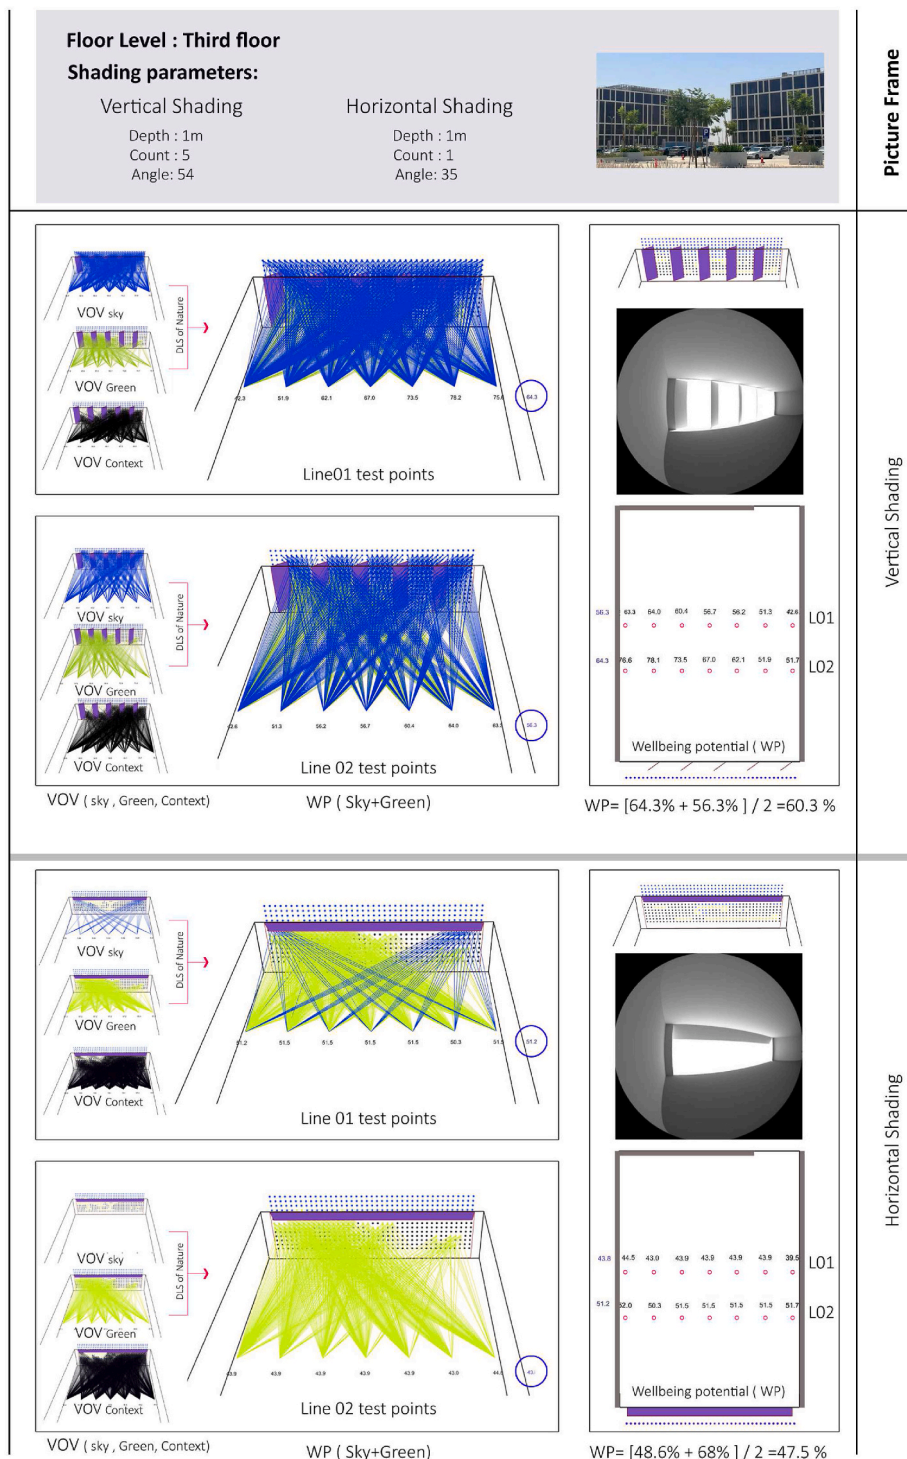 Floor Level : Third floor
Shading parameters:
Vertical Shading
Depth : 1m
Count : 5
Angle: 54
Horizontal Shading
Depth : 1m
Count : 1
Angle: 35
Picture Frame
VOV sky
VOV Green
VOV Context
DLS of Nature
51.9 62.1 67.0 73.5 64.3
Line01 test points
VOV sky
VOV Green
VOV Context
DLS of Nature
51.3 56.2 56.7 60.4 64.0 56.3
Line 02 test points
VOV ( sky , Green, Context)
WP ( Sky+Green)
56.3 63.3 64.0 60.4 56.7 56.2 51.3 42.6 L01
64.3 76.6 78.1 73.5 67.0 62.1 51.9 51.7 L02
Wellbeing potential ( WP)
WP= [64.3% + 56.3% ] / 2 =60.3 %
Vertical Shading
VOV sky
VOV Green
VOV Context
DLS of Nature
51.2 51.5 51.5 51.5 51.5 50.3 51.2
Line 01 test points
VOV sky
VOV Green
VOV Context
DLS of Nature
43.9 43.9 43.9 43.9 43.9 43.0
Line 02 test points
VOV ( sky , Green, Context)
WP ( Sky+Green)
43.8 44.5 43.0 43.9 43.9 43.9 43.9 39.5 L01
51.2 52.0 50.3 51.5 51.5 51.5 51.5 51.7 L02
Wellbeing potential ( WP)
WP= [48.6% + 68% ] / 2 =47.5 %
Horizontal Shading